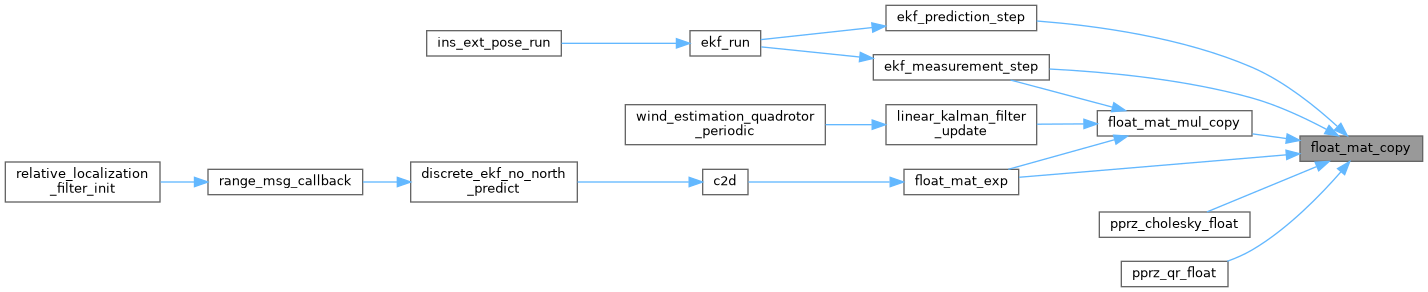 ekf_prediction_step
ins_ext_pose_run
ekf_run
ekf_measurement_step
wind_estimation_quadrotor
_periodic
linear_kalman_filter
_update
float_mat_mul_copy
float_mat_copy
relative_localization
_filter_init
range_msg_callback
discrete_ekf_no_north
_predict
c2d
float_mat_exp
pprz_cholesky_float
pprz_qr_float